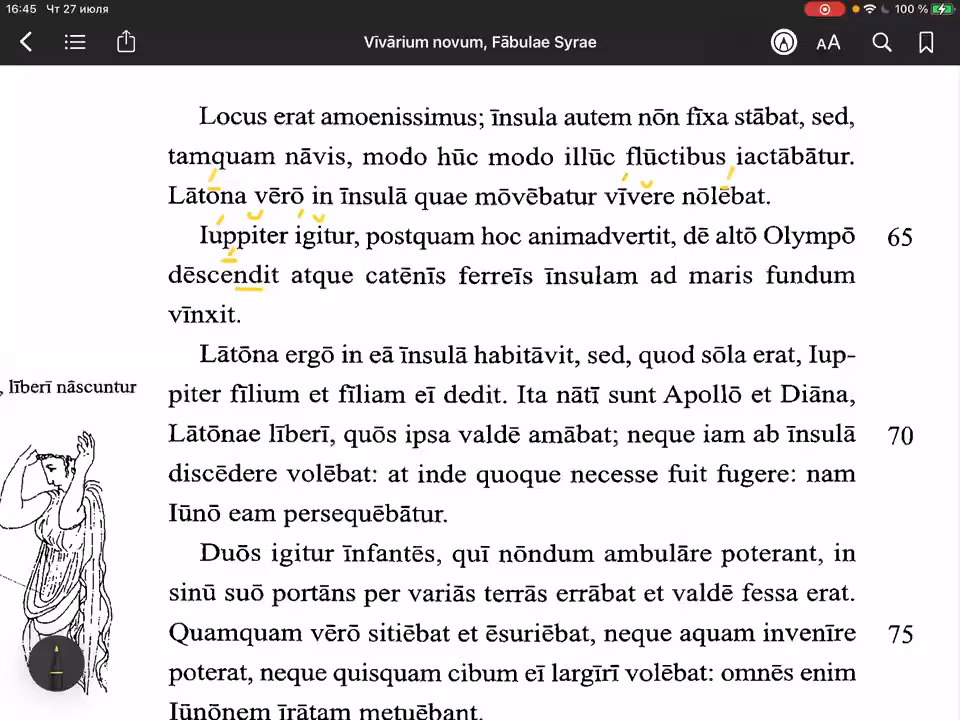 16:45 Чт 27 июля
100 %
Vīvārium novum, Fābulae Syrae
AA
Locus erat amoenissimus; īnsula autem nōn fīxa stābat, sed,
tamquam nāvis, modo hūc modo illūc flūctibus iactābātur.
Lātōna vērō in īnsulā quae mōvēbatur vīvere nōlēbat.
Iuppiter igitur, postquam hoc animadvertit, dē altō Olympō 65
dēscendit atque catēnīs ferreīs īnsulam ad maris fundum
vīnxit.
Lātōna ergō in eā īnsulā habitāvit, sed, quod sōla erat, Iup-
, līberī nāscuntur
piter fīlium et fīliam eī dedit. Ita nātī sunt Apollō et Diāna,
Lātōnae līberī, quōs ipsa valdē amābat; neque iam ab īnsulā 70
discēdere volēbat: at inde quoque necesse fuit fugere: nam
Iūnō eam persequēbātur.
Duōs igitur īnfantēs, quī nōndum ambulāre poterant, in
sinū suō portāns per variās terrās errābat et valdē fessa erat.
Quamquam vērō sitiēbat et ēsuriēbat, neque aquam invenīre 75
poterat, neque quisquam cibum eī largīrī volēbat: omnēs enim
Iūnōnem īrātam metuēbant.